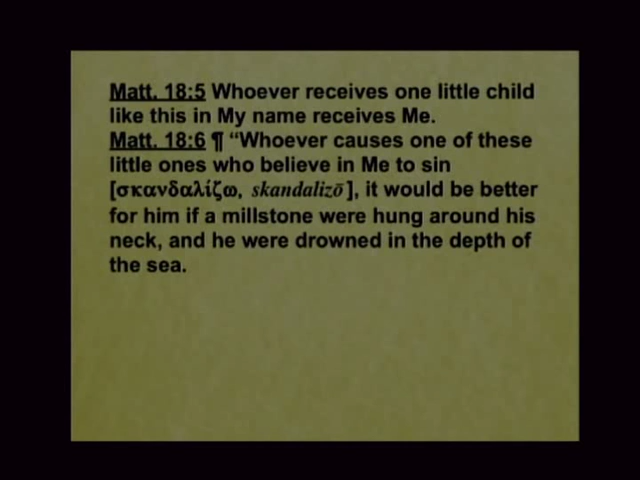 Matt. 18:5 Whoever receives one little child
like this in My name receives Me.
Matt. 18:6 ¶ “Whoever causes one of these
little ones who believe in Me to sin
[σκανδαλίζω, skandalizō], it would be better
for him if a millstone were hung around his
neck, and he were drowned in the depth of
the sea.